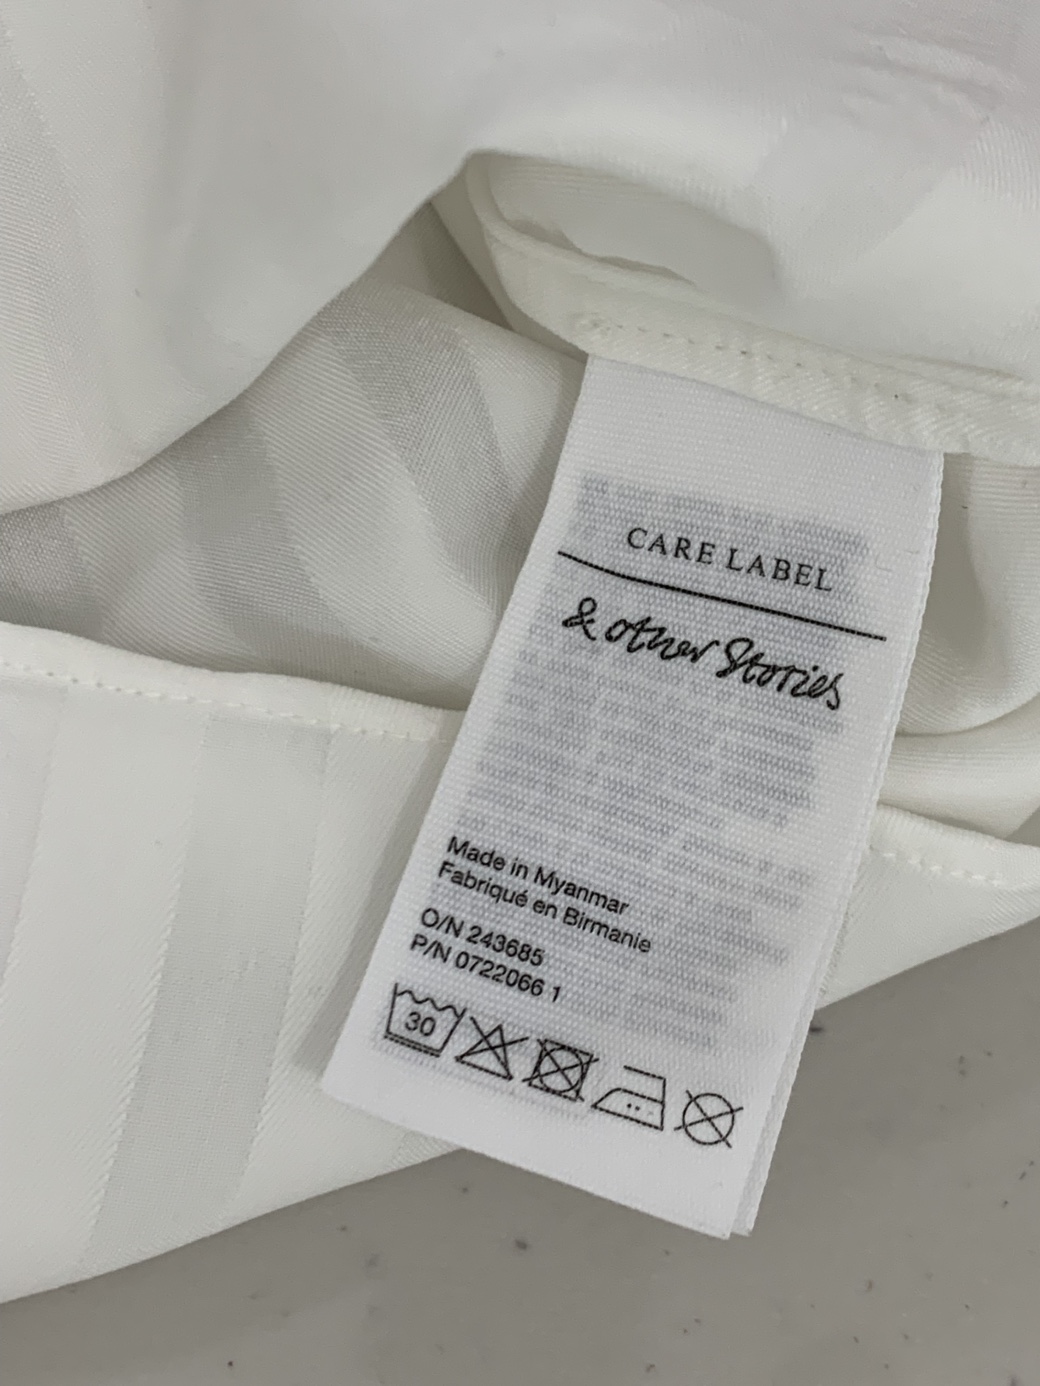 CARE LABEL
& other Stories
Made in Myanmar
Fabriqué en Birmanie
O/N 243685
P/N 0722066 1
30